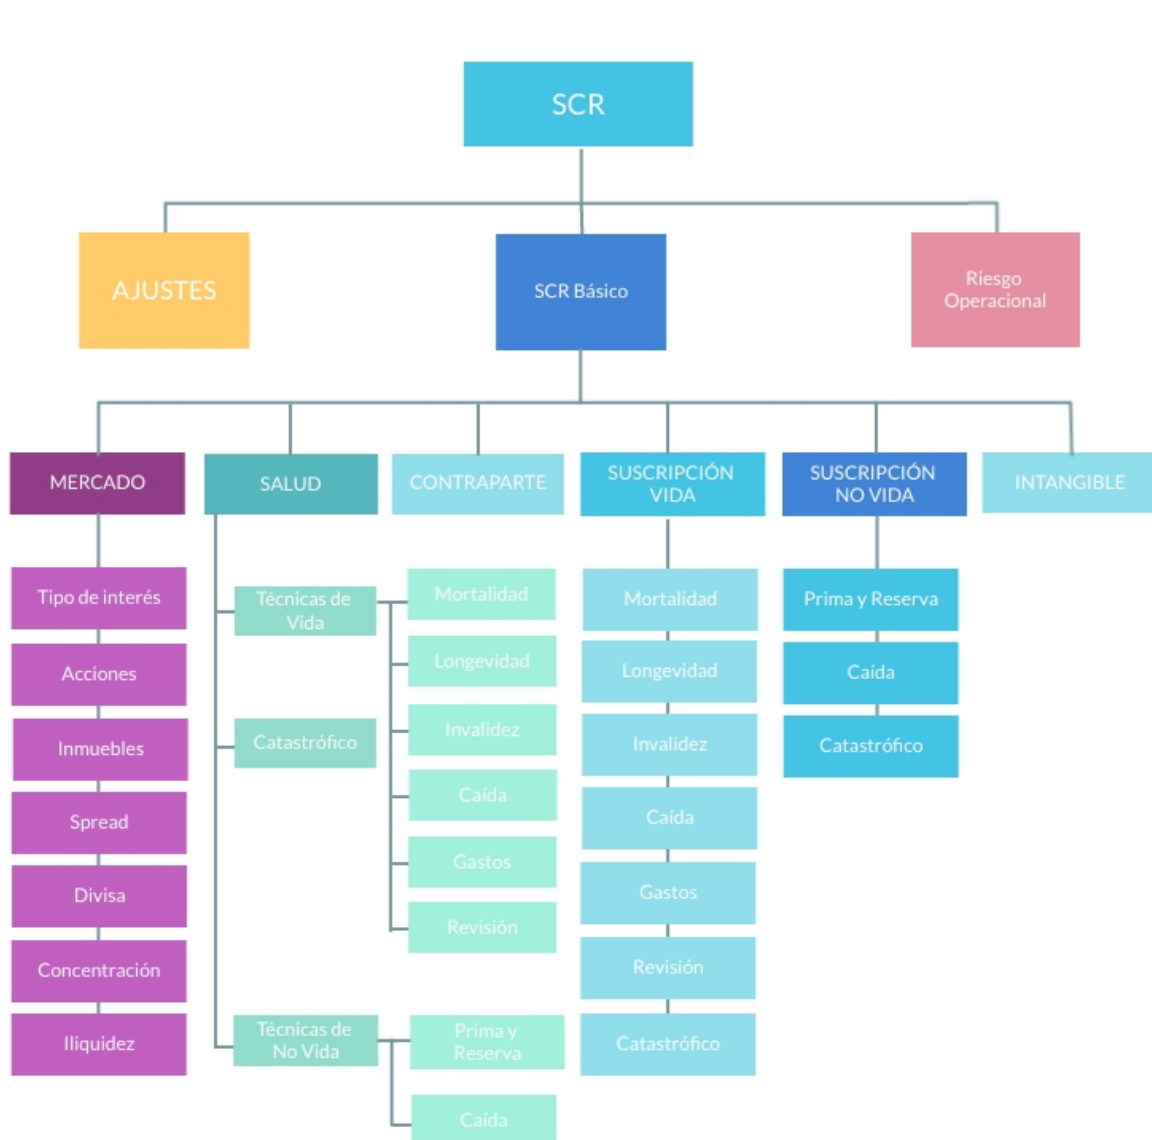 SCR
AJUSTES
SCR Básico
Riesgo
Operacional
MERCADO
SALUD
CONTRAPARTE
SUSCRIPCIÓN
VIDA
SUSCRIPCIÓN
NO VIDA
INTANGIBLE
Tipo de interés
Acciones
Inmuebles
Spread
Divisa
Concentración
Iliquidez
Técnicas de
Vida
Catastrófico
Técnicas de
No Vida
Mortalidad
Longevidad
Invalidez
Caída
Gastos
Revisión
Prima y
Reserva
Caída
Mortalidad
Longevidad
Invalidez
Caída
Gastos
Revisión
Catastrófico
Prima y Reserva
Caída
Catastrófico